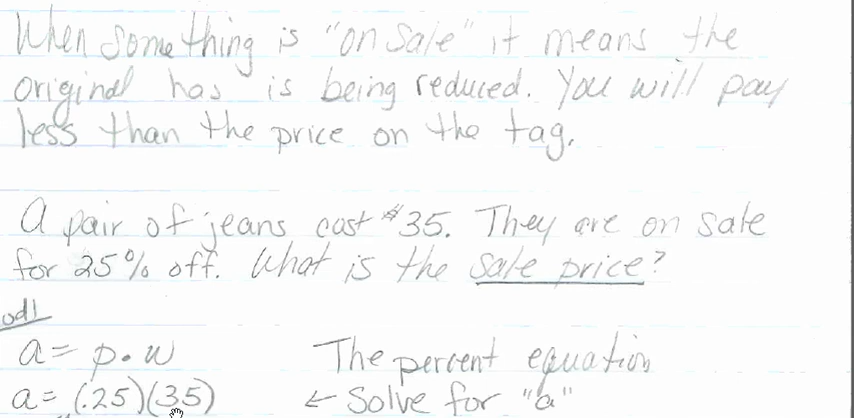 When something is "on sale" it means the
original has is being reduced. You will pay
less than the price on the tag.
A pair of jeans cost $35. They are on sale
for 25% off. What is the sale price?
a = p • w The percent equation
a = (.25)(35) ← Solve for "a"